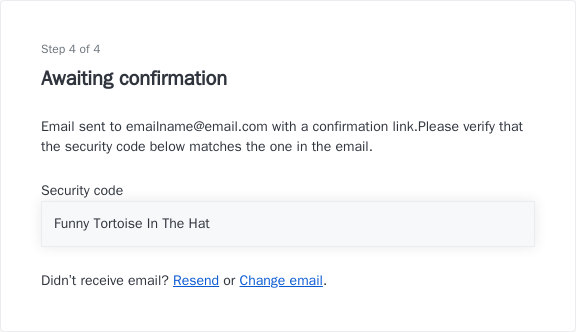 Step 4 of 4
Awaiting confirmation
Email sent to emailname@email.com with a confirmation link.Please verify that
the security code below matches the one in the email.
Security code
Funny Tortoise In The Hat
Didn't receive email? Resend or Change email.